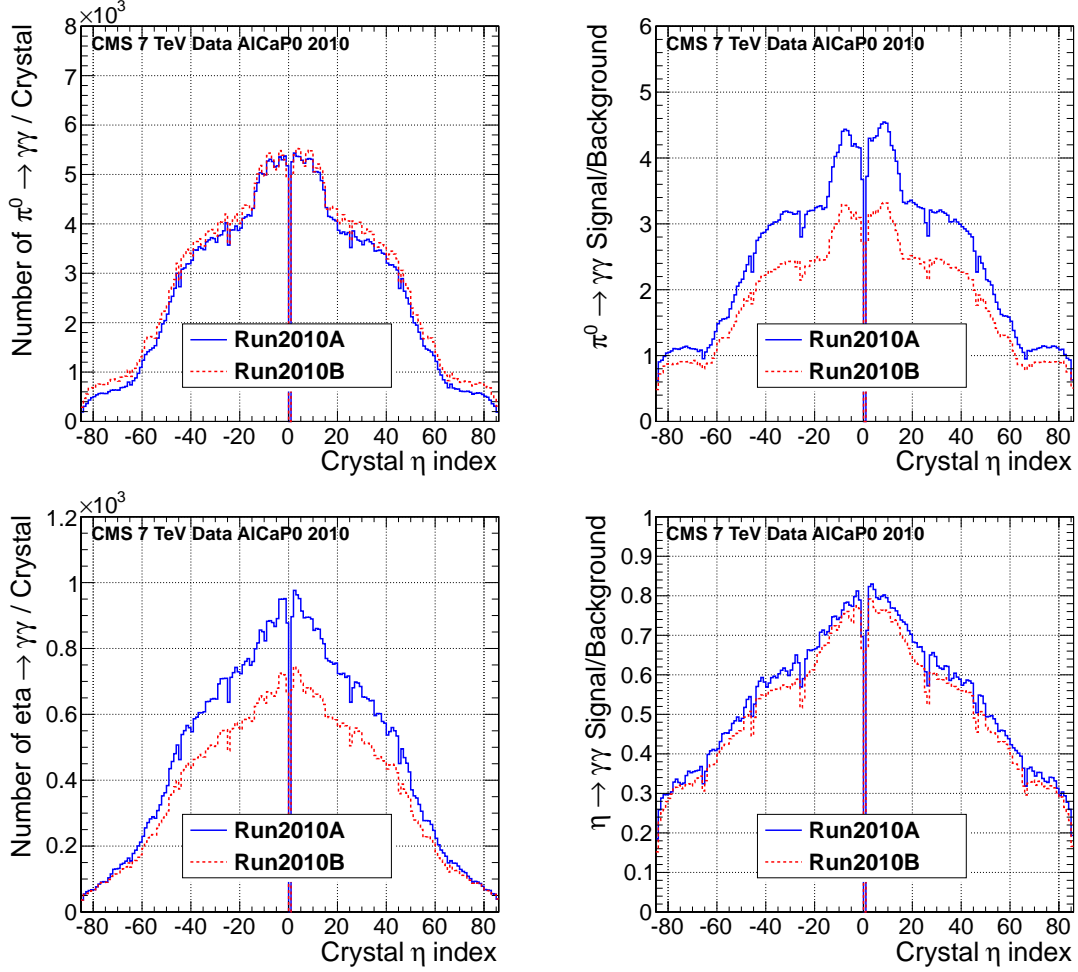 ×10³
8
7
6
5
4
3
2
1
0
CMS 7 TeV Data AlCaP0 2010
Number of π⁰ → γγ / Crystal
Run2010A
Run2010B
-80 -60 -40 -20 0 20 40 60 80
Crystal η index
6
5
4
3
2
1
0
CMS 7 TeV Data AlCaP0 2010
π⁰ → γγ Signal/Background
Run2010A
Run2010B
-80 -60 -40 -20 0 20 40 60 80
Crystal η index
×10³
1.2
1
0.8
0.6
0.4
0.2
0
CMS 7 TeV Data AlCaP0 2010
Number of eta → γγ / Crystal
Run2010A
Run2010B
-80 -60 -40 -20 0 20 40 60 80
Crystal η index
1
0.9
0.8
0.7
0.6
0.5
0.4
0.3
0.2
0.1
0
CMS 7 TeV Data AlCaP0 2010
η → γγ Signal/Background
Run2010A
Run2010B
-80 -60 -40 -20 0 20 40 60 80
Crystal η index